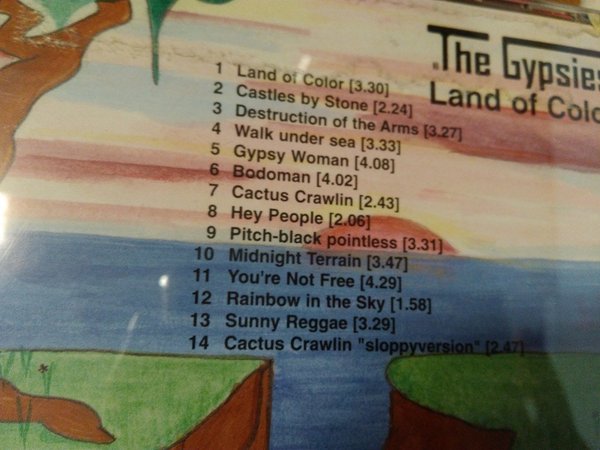 The Gypsies
Land of Colo
1 Land of Color [3.30]
2 Castles by Stone [2.24]
3 Destruction of the Arms [3.27]
4 Walk under sea [3.33]
5 Gypsy Woman [4.08]
6 Bodoman [4.02]
7 Cactus Crawlin [2.43]
8 Hey People [2.06]
9 Pitch-black pointless [3.31]
10 Midnight Terrain [3.47]
11 You're Not Free [4.29]
12 Rainbow in the Sky [1.58]
13 Sunny Reggae [3.29]
14 Cactus Crawlin "sloppyversion" [2.47]